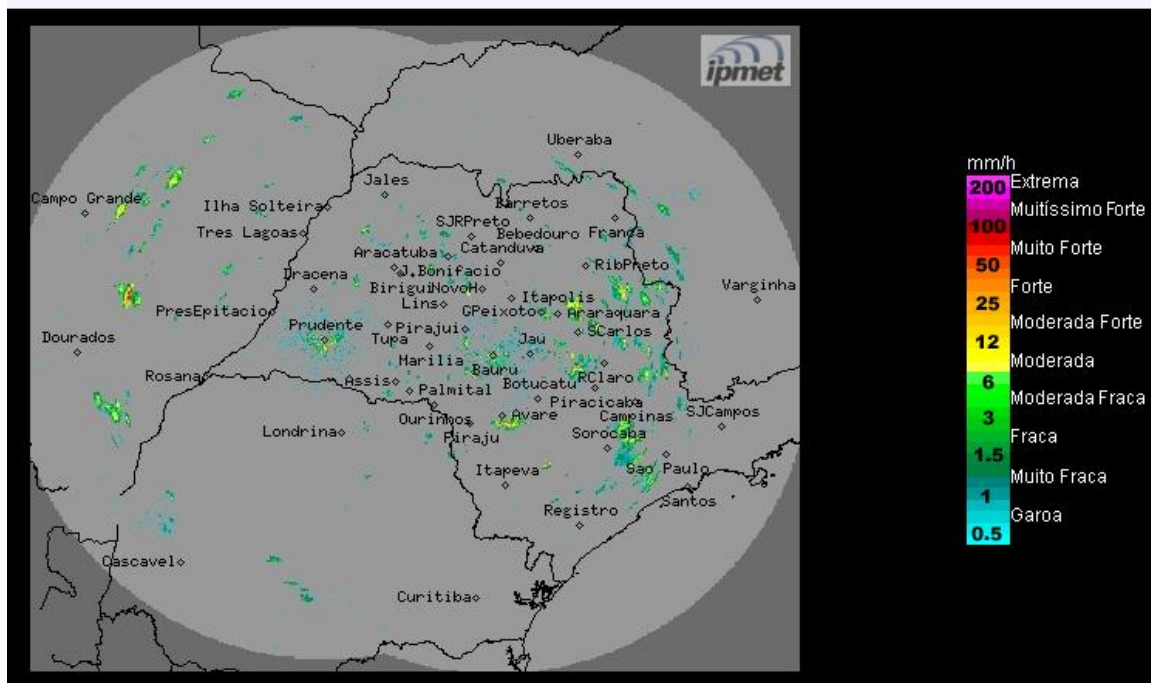 ipmet
Uberaba
Jales
Campo Grande
Ilha Solteira
Barretos
SJRPreto
Tres Lagoas
Bebedouro
Franca
Catanduva
Aracatuba
J.Bonifacio
RibPreto
Dracena
Birigui
NovoH
Varginha
Lins
Itapolis
PresEpitacio
GPeixoto
Araraquara
Prudente
Tupa
Pirajui
SCarlos
Dourados
Jau
Marilia
Bauru
Rosana
Assis
Botucatu
RClaro
Palmital
Piracicaba
Ourinhos
Avare
Campinas
SJCampos
Londrina
Piraju
Sorocaba
Itapeva
Sao Paulo
Santos
Registro
Cascavel
Curitiba
mm/h
200
Extrema
Muitíssimo Forte
100
Muito Forte
50
Forte
25
Moderada Forte
12
Moderada
6
Moderada Fraca
3
Fraca
1.5
Muito Fraca
1
Garoa
0.5